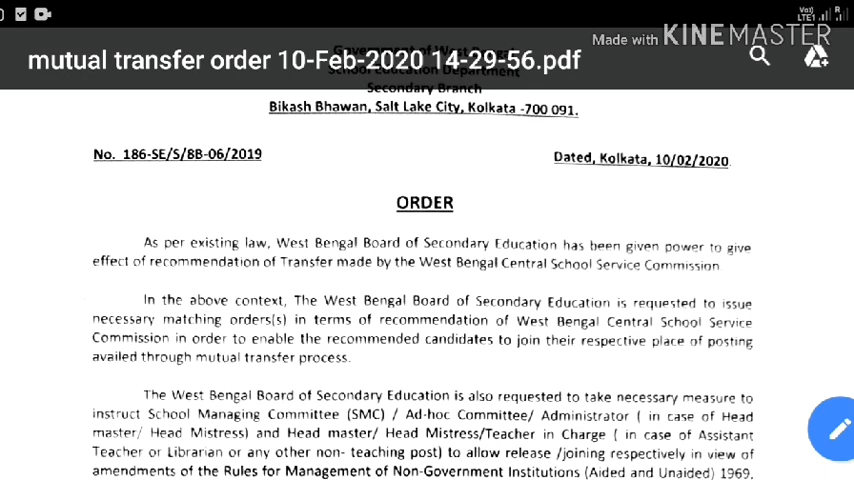 Vo)) LTE1 R
Made with KINEMASTER
mutual transfer order 10-Feb-2020 14-29-56.pdf
Government of West Bengal
School Education Department
Secondary Branch
Bikash Bhawan, Salt Lake City, Kolkata -700 091.
No. 186-SE/S/BB-06/2019
Dated, Kolkata, 10/02/2020
ORDER
As per existing law, West Bengal Board of Secondary Education has been given power to give
effect of recommendation of Transfer made by the West Bengal Central School Service Commission
In the above context, The West Bengal Board of Secondary Education is requested to issue
necessary matching orders(s) in terms of recommendation of West Bengal Central School Service
Commission in order to enable the recommended candidates to join their respective place of posting
availed through mutual transfer process.
The West Bengal Board of Secondary Education is also requested to take necessary measure to
instruct School Managing Committee (SMC) / Ad-hoc Committee/ Administrator ( in case of Head
master/ Head Mistress) and Head master/ Head Mistress/Teacher in Charge ( in case of Assistant
Teacher or Librarian or any other non- teaching post) to allow release /joining respectively in view of
amendments of the Rules for Management of Non-Government Institutions (Aided and Unaided) 1969,